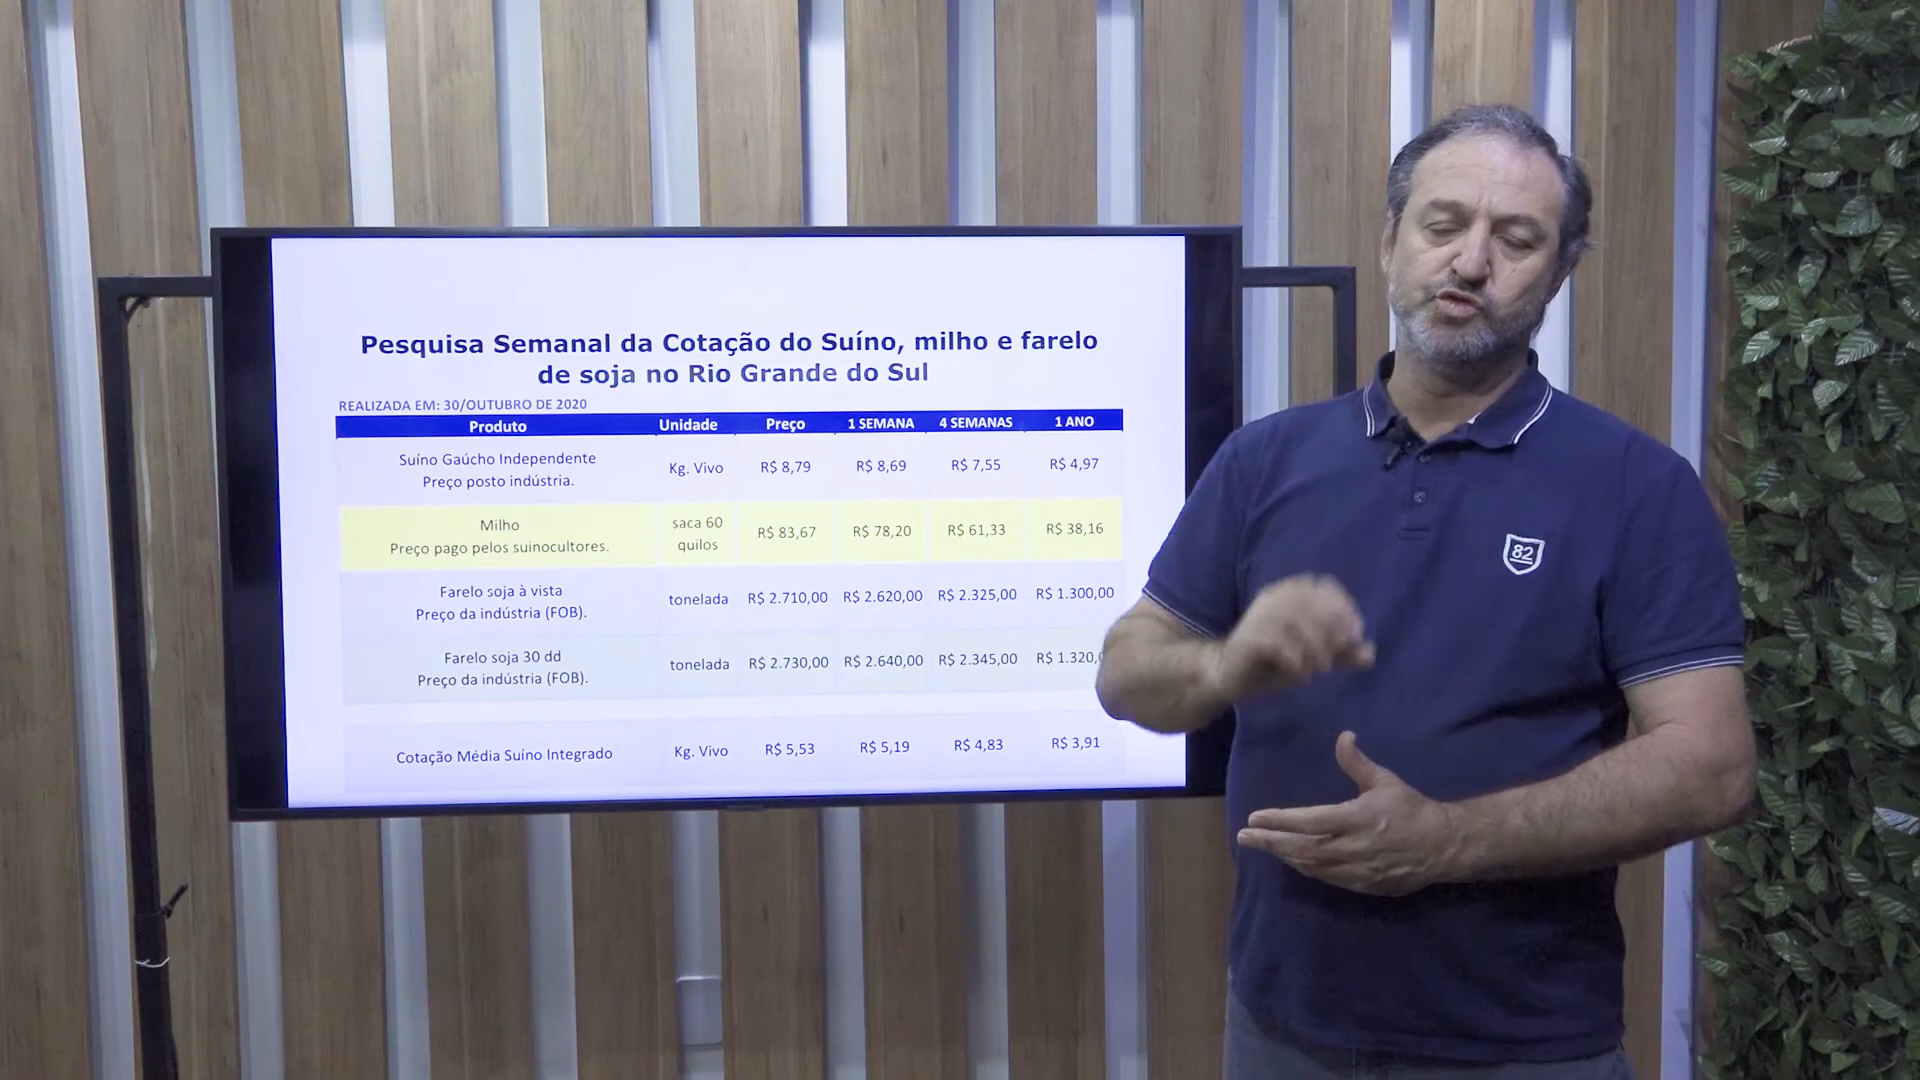 Pesquisa Semanal da Cotação do Suíno, milho e farelo
de soja no Rio Grande do Sul
REALIZADA EM: 30/OUTUBRO DE 2020
Produto Unidade Preço 1 SEMANA 4 SEMANAS 1 ANO
Suíno Gaúcho Independente
Preço posto indústria. Kg. Vivo R$ 8,79 R$ 8,69 R$ 7,55 R$ 4,97
Milho
Preço pago pelos suinocultores. saca 60
quilos R$ 83,67 R$ 78,20 R$ 61,33 R$ 38,16
Farelo soja à vista
Preço da indústria (FOB). tonelada R$ 2.710,00 R$ 2.620,00 R$ 2.325,00 R$ 1.300,00
Farelo soja 30 dd
Preço da indústria (FOB). tonelada R$ 2.730,00 R$ 2.640,00 R$ 2.345,00 R$ 1.320,
Cotação Média Suíno Integrado Kg. Vivo R$ 5,53 R$ 5,19 R$ 4,83 R$ 3,91
82